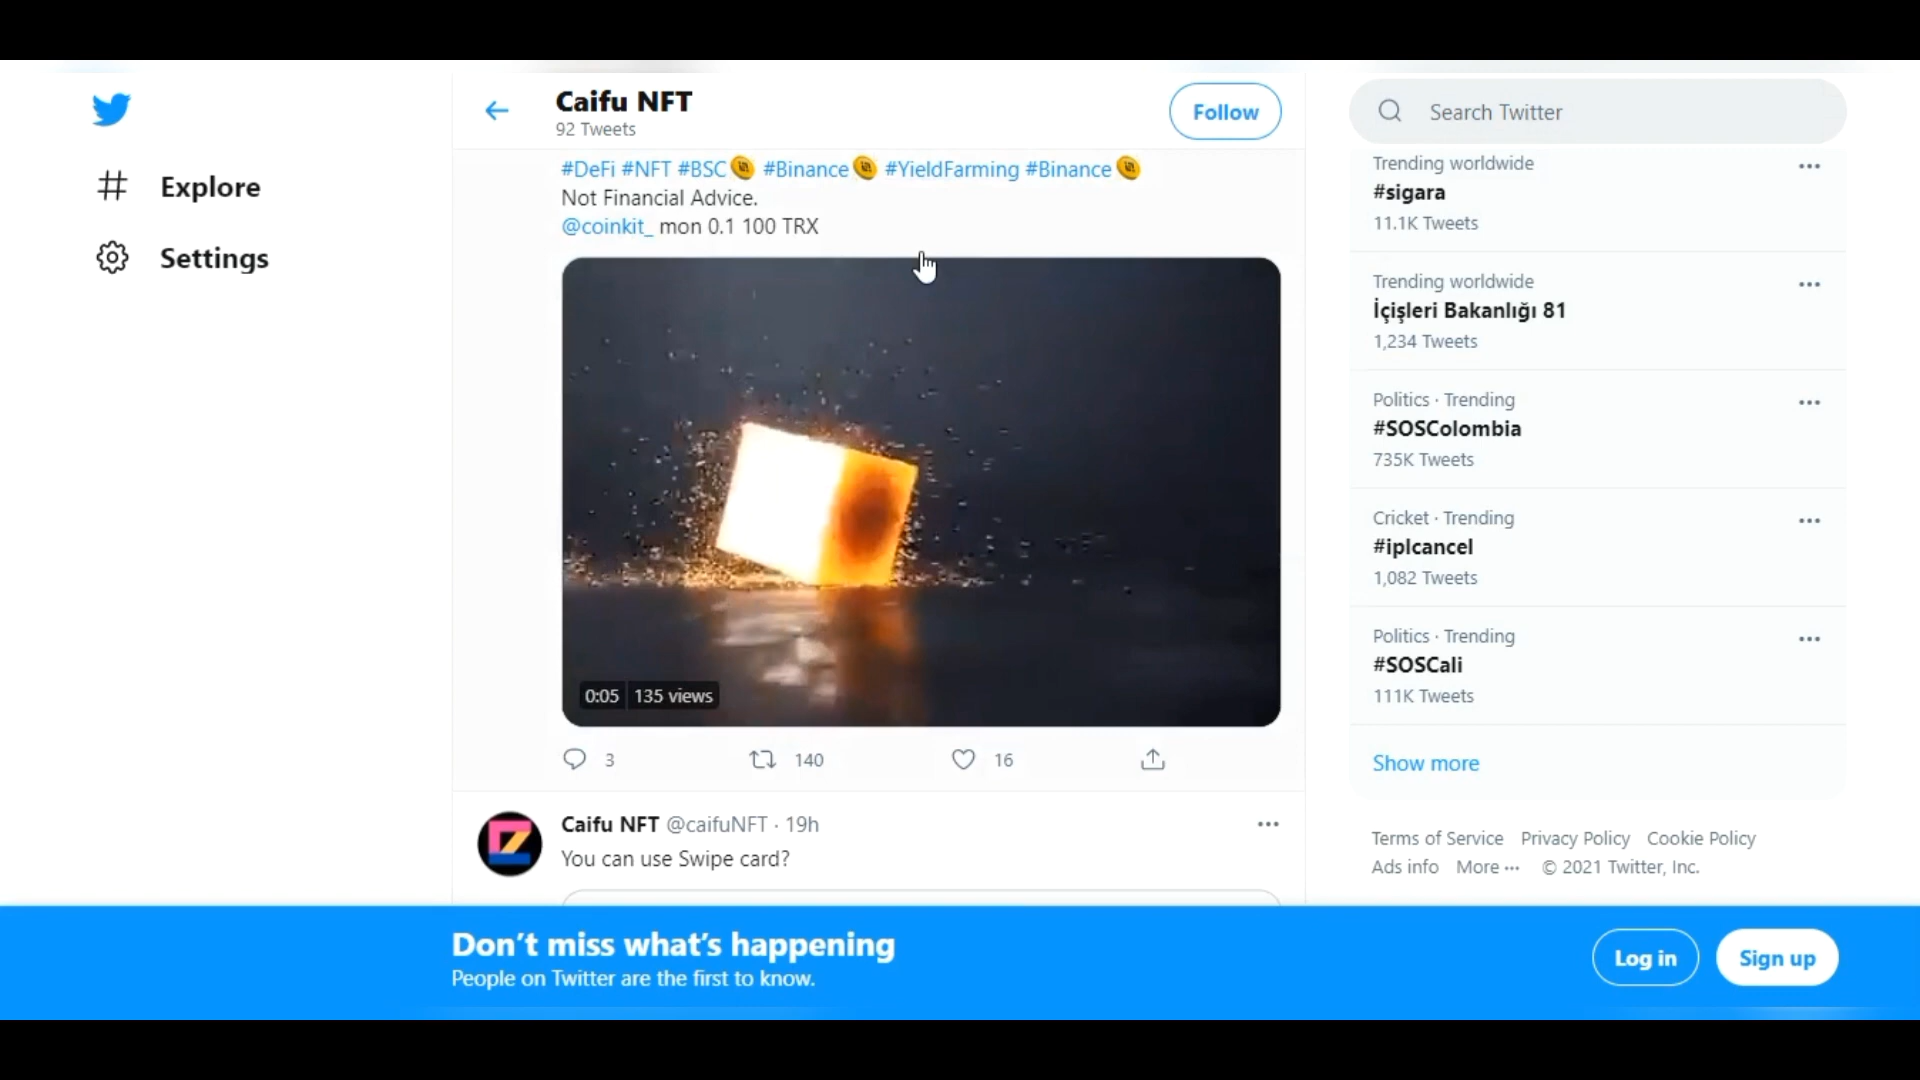 Explore
Settings
Caifu NFT
92 Tweets
Follow
#DeFi #NFT #BSC #Binance #YieldFarming #Binance
Not Financial Advice.
@coinkit_ mon 0.1 100 TRX
0:05 135 views
3 140 16
Caifu NFT @caifuNFT · 19h
You can use Swipe card?
Search Twitter
Trending worldwide
#sigara
11.1K Tweets
Trending worldwide
İçişleri Bakanlığı 81
1,234 Tweets
Politics · Trending
#SOSColombia
735K Tweets
Cricket · Trending
#iplcancel
1,082 Tweets
Politics · Trending
#SOSCali
111K Tweets
Show more
Terms of Service Privacy Policy Cookie Policy
Ads info More ··· © 2021 Twitter, Inc.
Don’t miss what’s happening
People on Twitter are the first to know.
Log in
Sign up